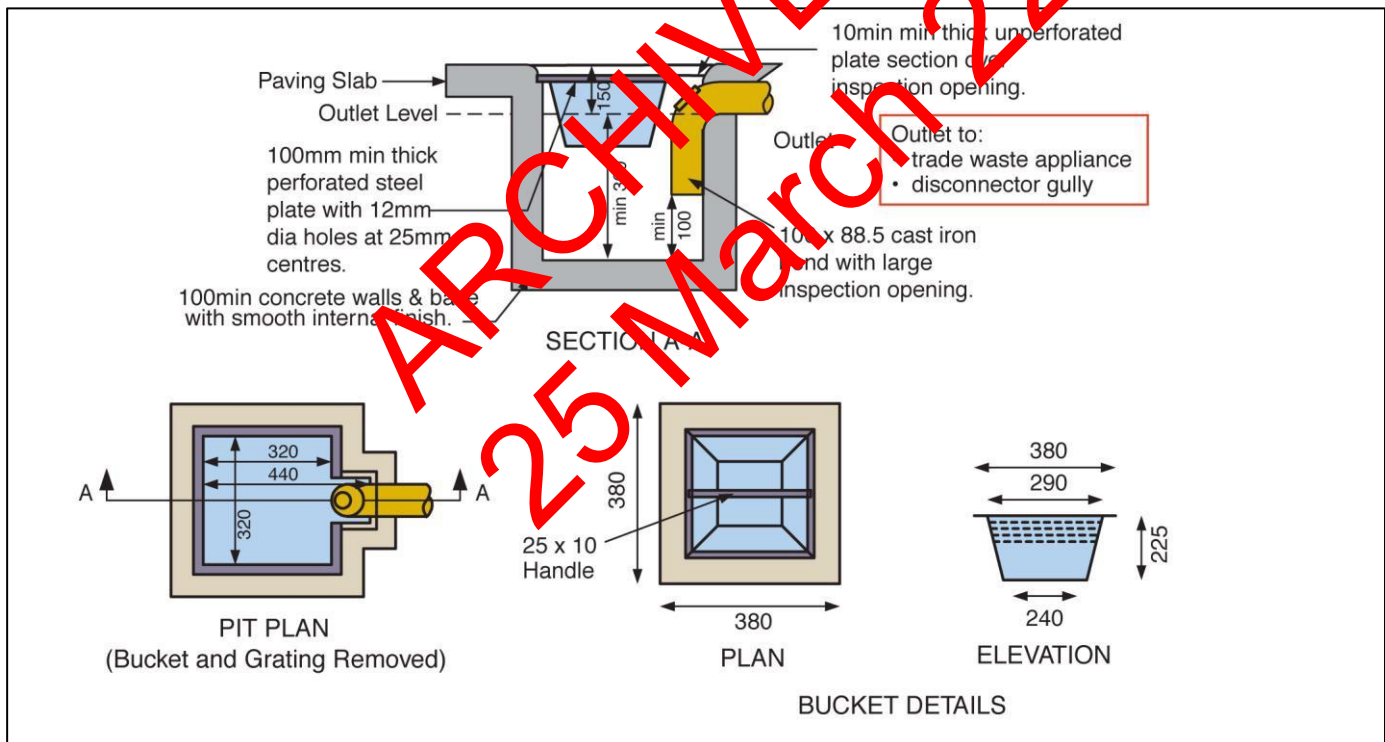 10min min thick unperforated
plate section over
inspection opening.
Paving Slab
Outlet Level
150
Outlet
Outlet to:
trade waste appliance
• disconnector gully
100mm min thick
perforated steel
plate with 12mm
dia holes at 25mm
centres.
min
min
100
100 x 88.5 cast iron
bend with large
inspection opening.
100min concrete walls & base
with smooth internal finish.
SECTION A A
ARCHIVE
25 March 22
A
320
440
320
A
PIT PLAN
(Bucket and Grating Removed)
380
25 x 10
Handle
380
PLAN
380
290
225
240
ELEVATION
BUCKET DETAILS